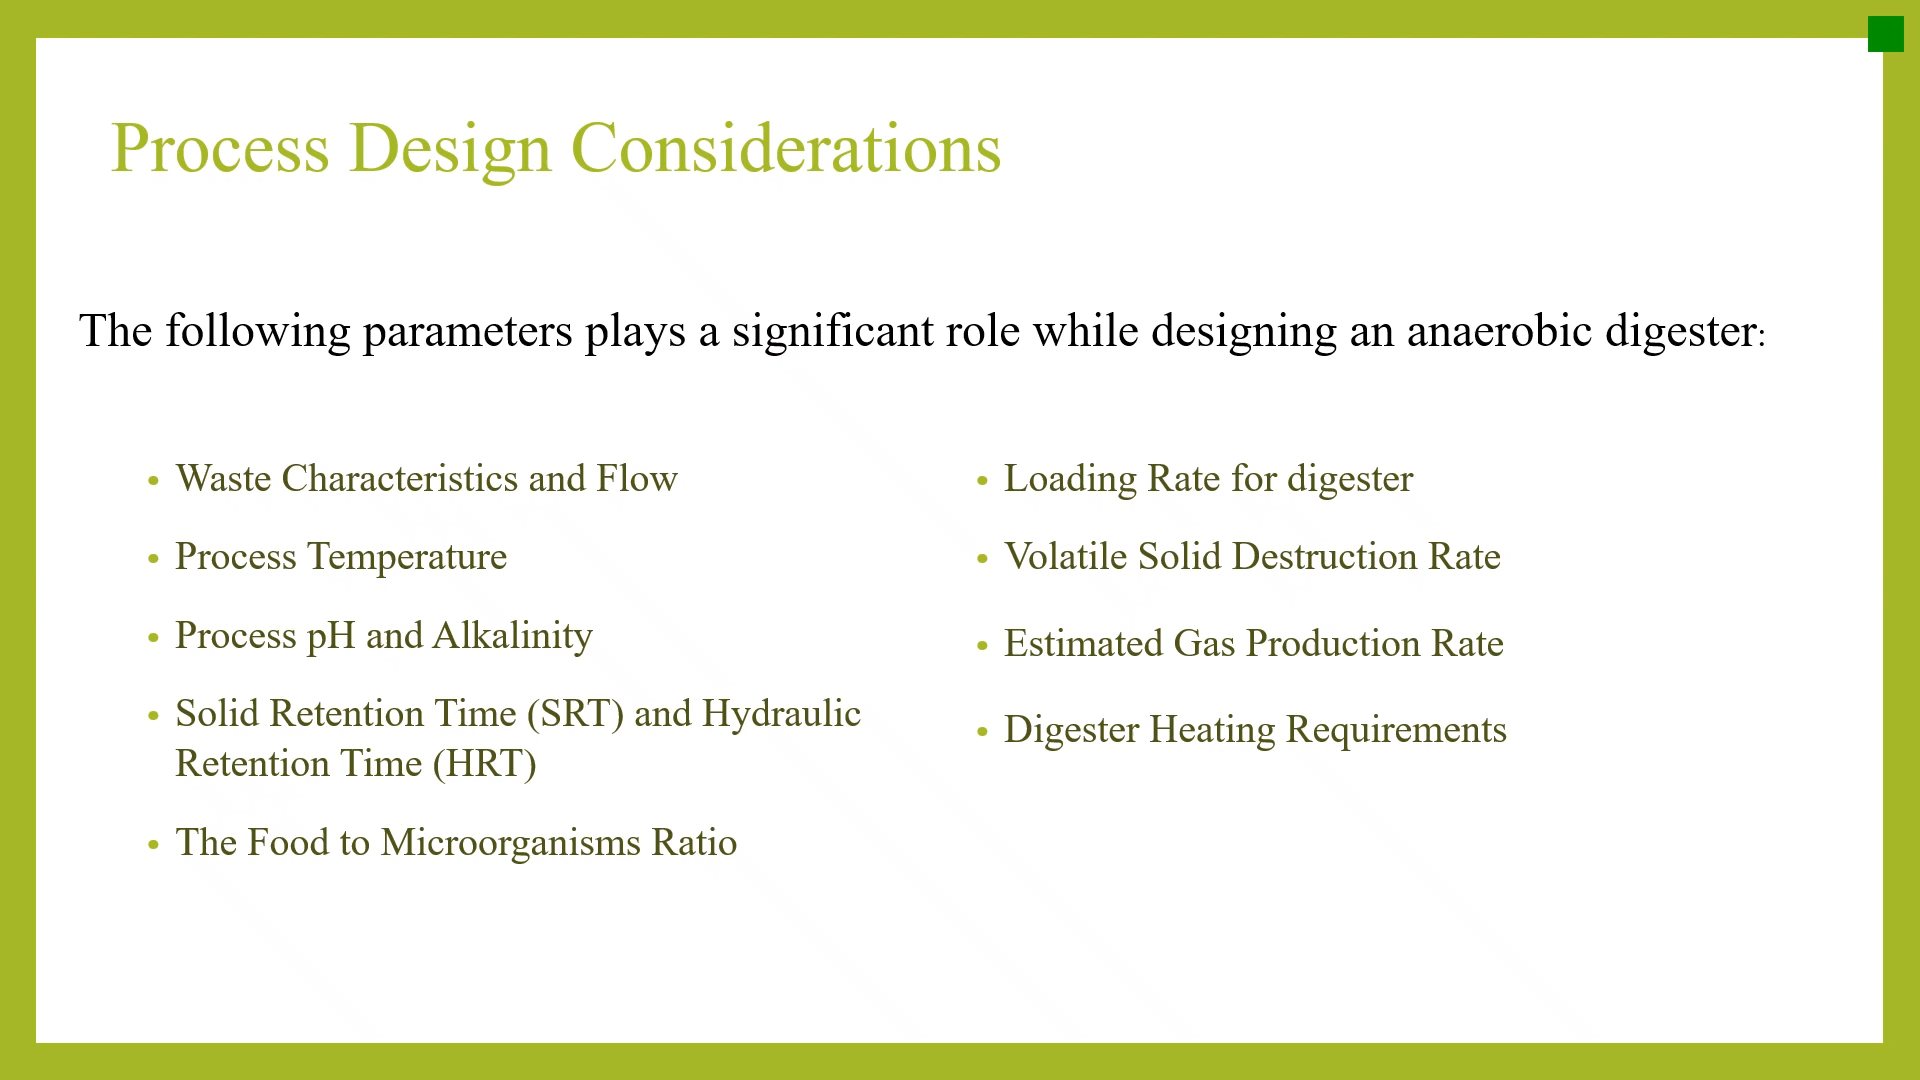 Process Design Considerations
The following parameters plays a significant role while designing an anaerobic digester:
• Waste Characteristics and Flow
• Process Temperature
• Process pH and Alkalinity
• Solid Retention Time (SRT) and Hydraulic
Retention Time (HRT)
• The Food to Microorganisms Ratio
• Loading Rate for digester
• Volatile Solid Destruction Rate
• Estimated Gas Production Rate
• Digester Heating Requirements